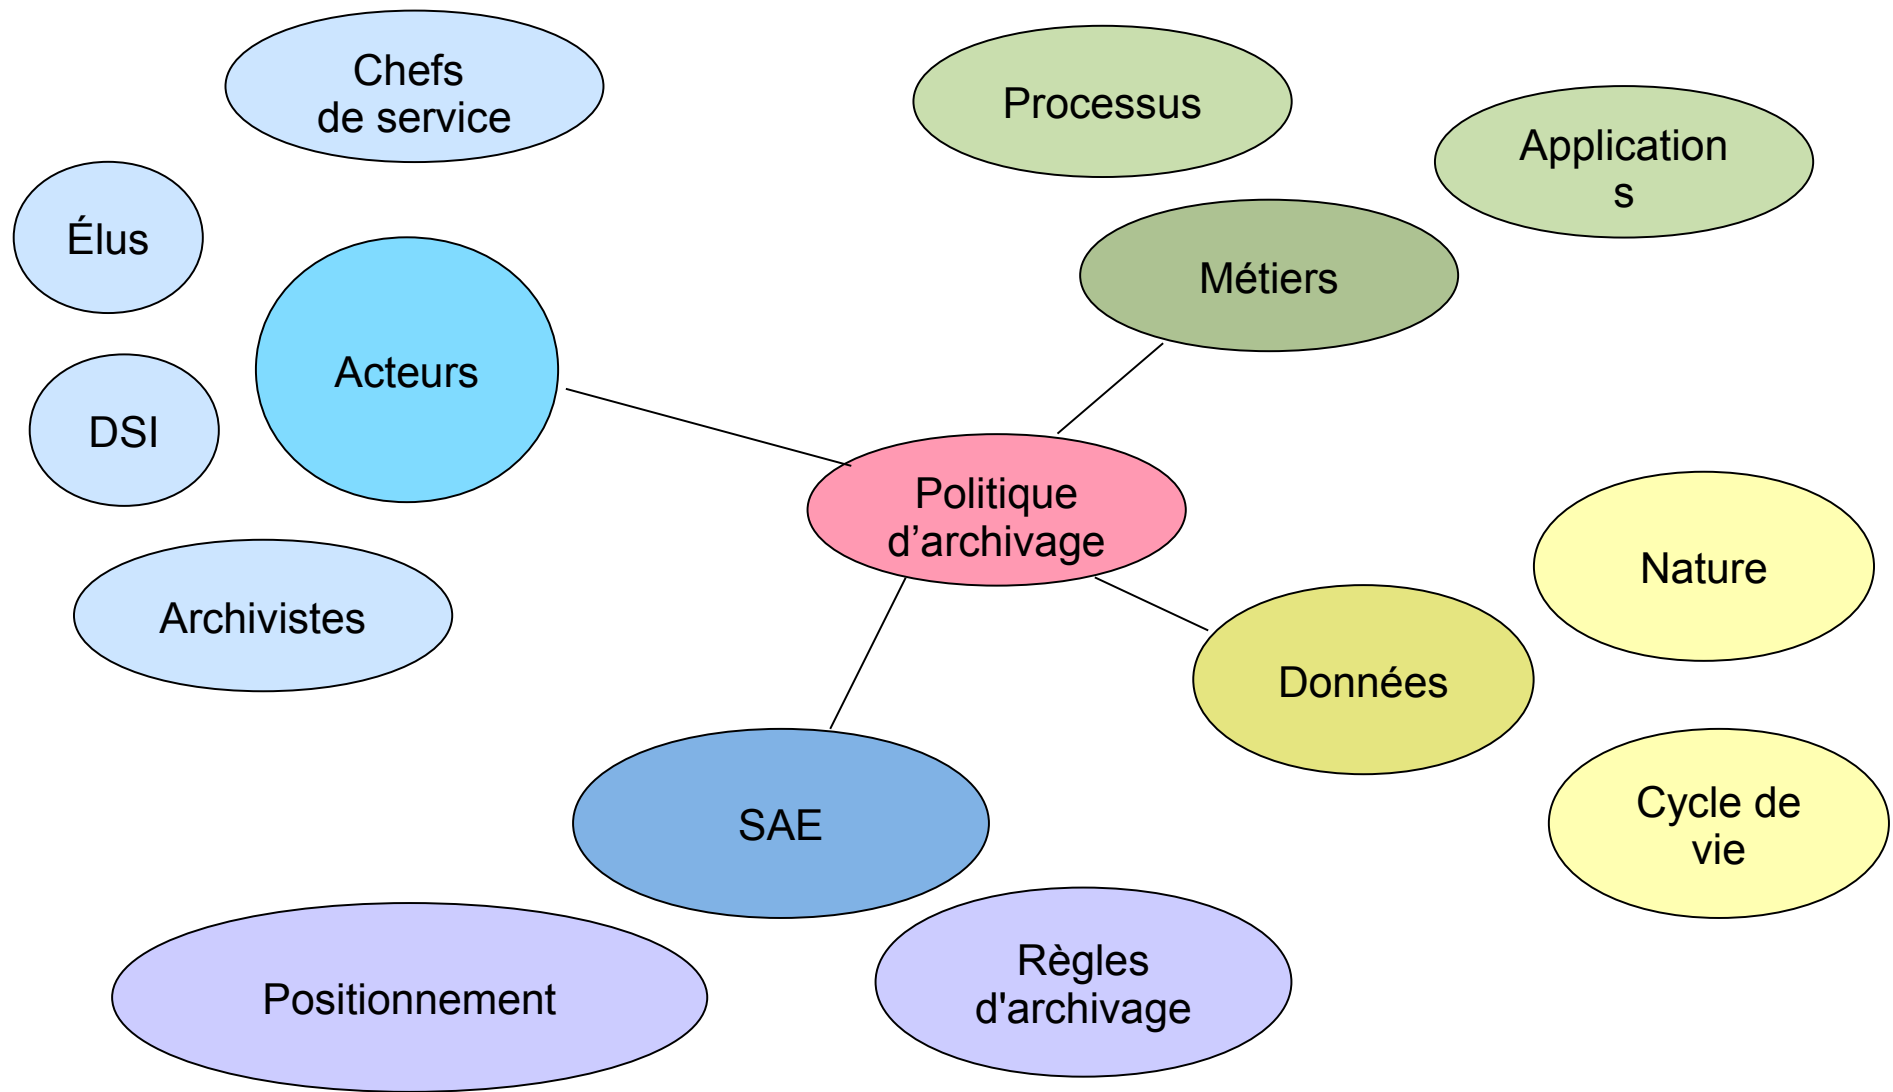 Chefs
de service
Processus
Application
s
Élus
Métiers
Acteurs
DSI
Politique
d’archivage
Nature
Archivistes
Données
SAE
Cycle de
vie
Règles
d'archivage
Positionnement